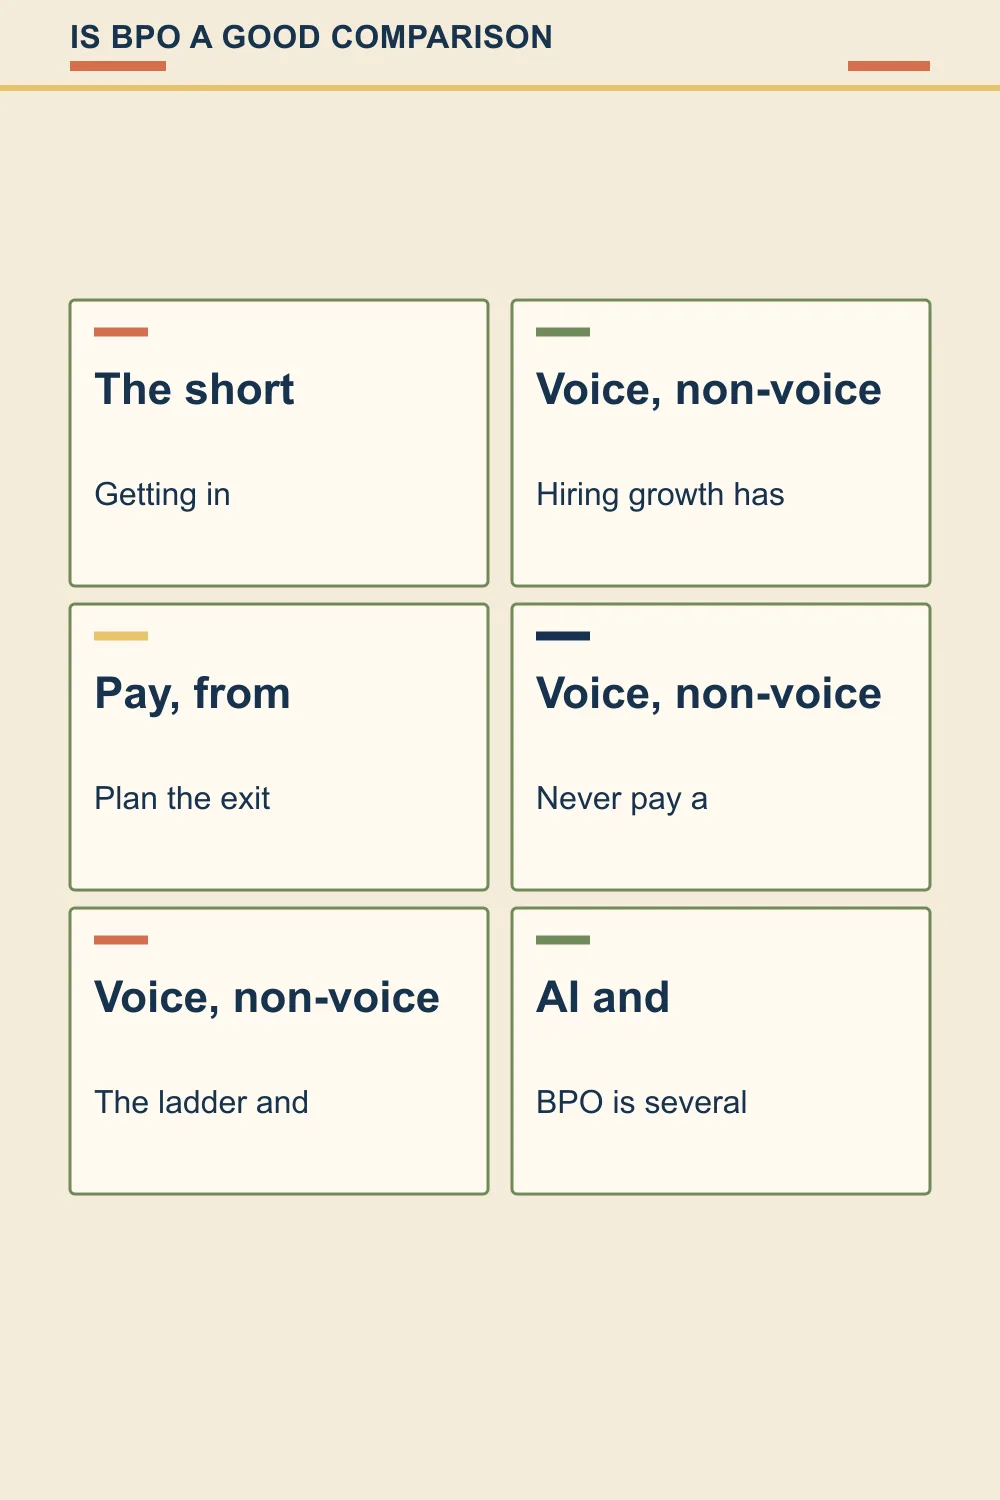 IS BPO A GOOD COMPARISON
The short
Getting in
Voice, non-voice
Hiring growth has
Pay, from
Plan the exit
Voice, non-voice
Never pay a
Voice, non-voice
The ladder and
AI and
BPO is several